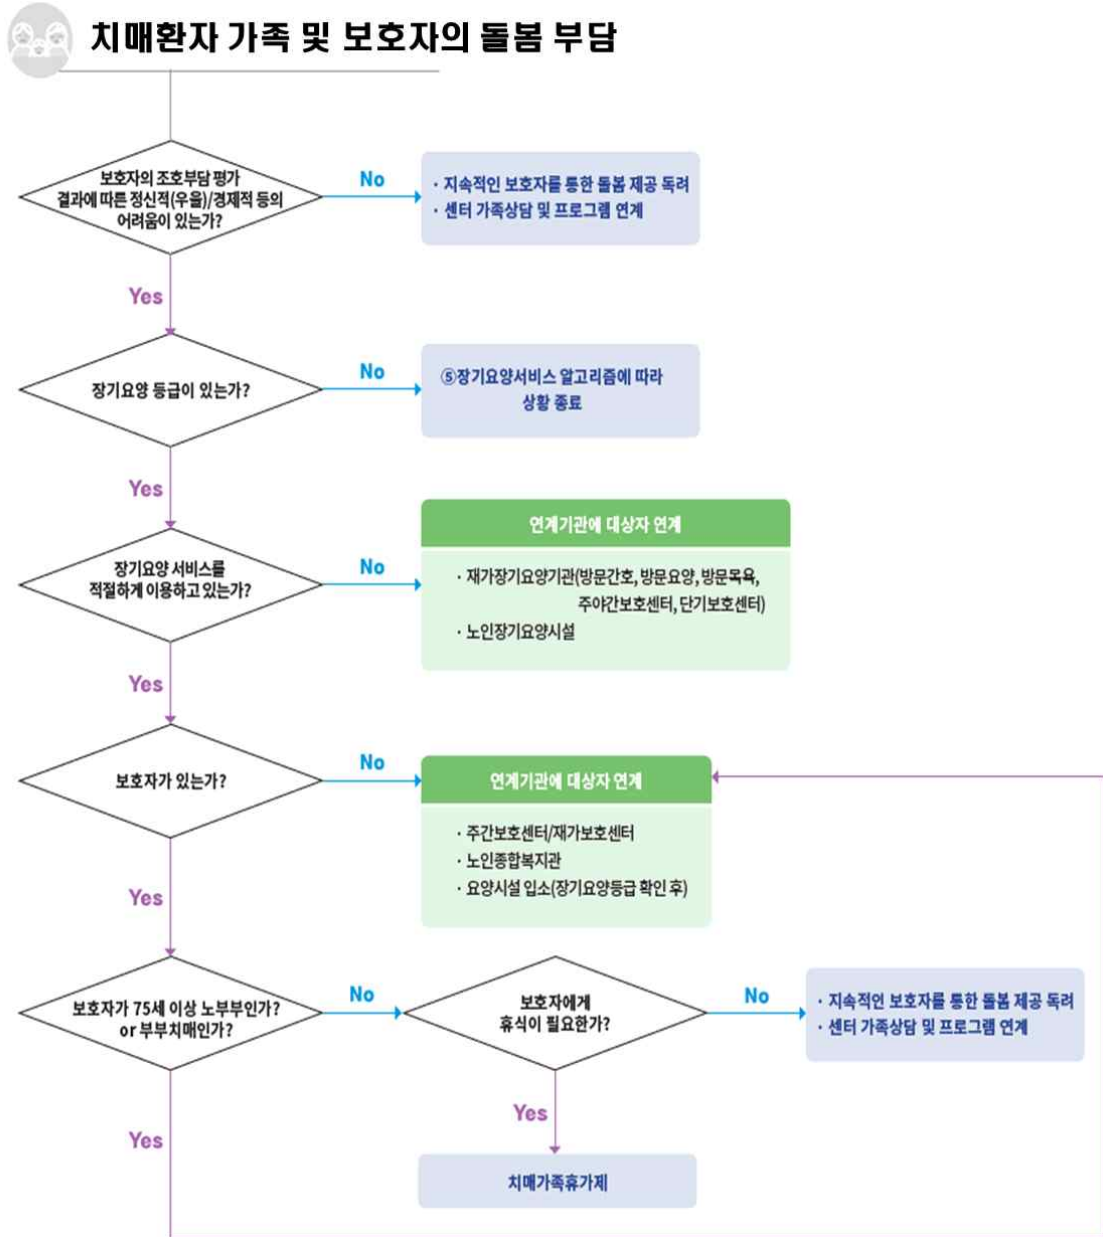 치매환자 가족 및 보호자의 돌봄 부담
보호자의 조호부담 평가
결과에 따른 정신적(우울)/경제적 등의
어려움이 있는가?
No
· 지속적인 보호자를 통한 돌봄 제공 독려
· 센터 가족상담 및 프로그램 연계
Yes
장기요양 등급이 있는가?
No
⑤장기요양서비스 알고리즘에 따라
상황 종료
Yes
장기요양 서비스를
적절하게 이용하고 있는가?
No
연계기관에 대상자 연계
· 재가장기요양기관(방문간호, 방문요양, 방문목욕,
주야간보호센터, 단기보호센터)
· 노인장기요양시설
Yes
보호자가 있는가?
No
연계기관에 대상자 연계
· 주간보호센터/재가보호센터
· 노인종합복지관
· 요양시설 입소(장기요양등급 확인 후)
Yes
보호자가 75세 이상 노부부인가?
or 부부치매인가?
No
보호자에게
휴식이 필요한가?
No
· 지속적인 보호자를 통한 돌봄 제공 독려
· 센터 가족상담 및 프로그램 연계
Yes
Yes
치매가족휴가제